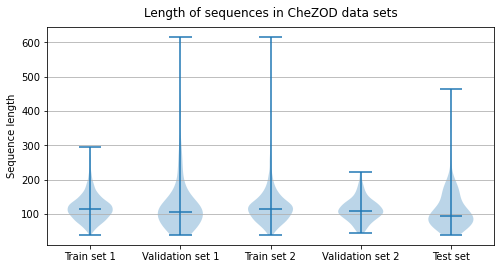 Length of sequences in CheZOD data sets
Sequence length
600
500
400
300
200
100
Train set 1
Validation set 1
Train set 2
Validation set 2
Test set